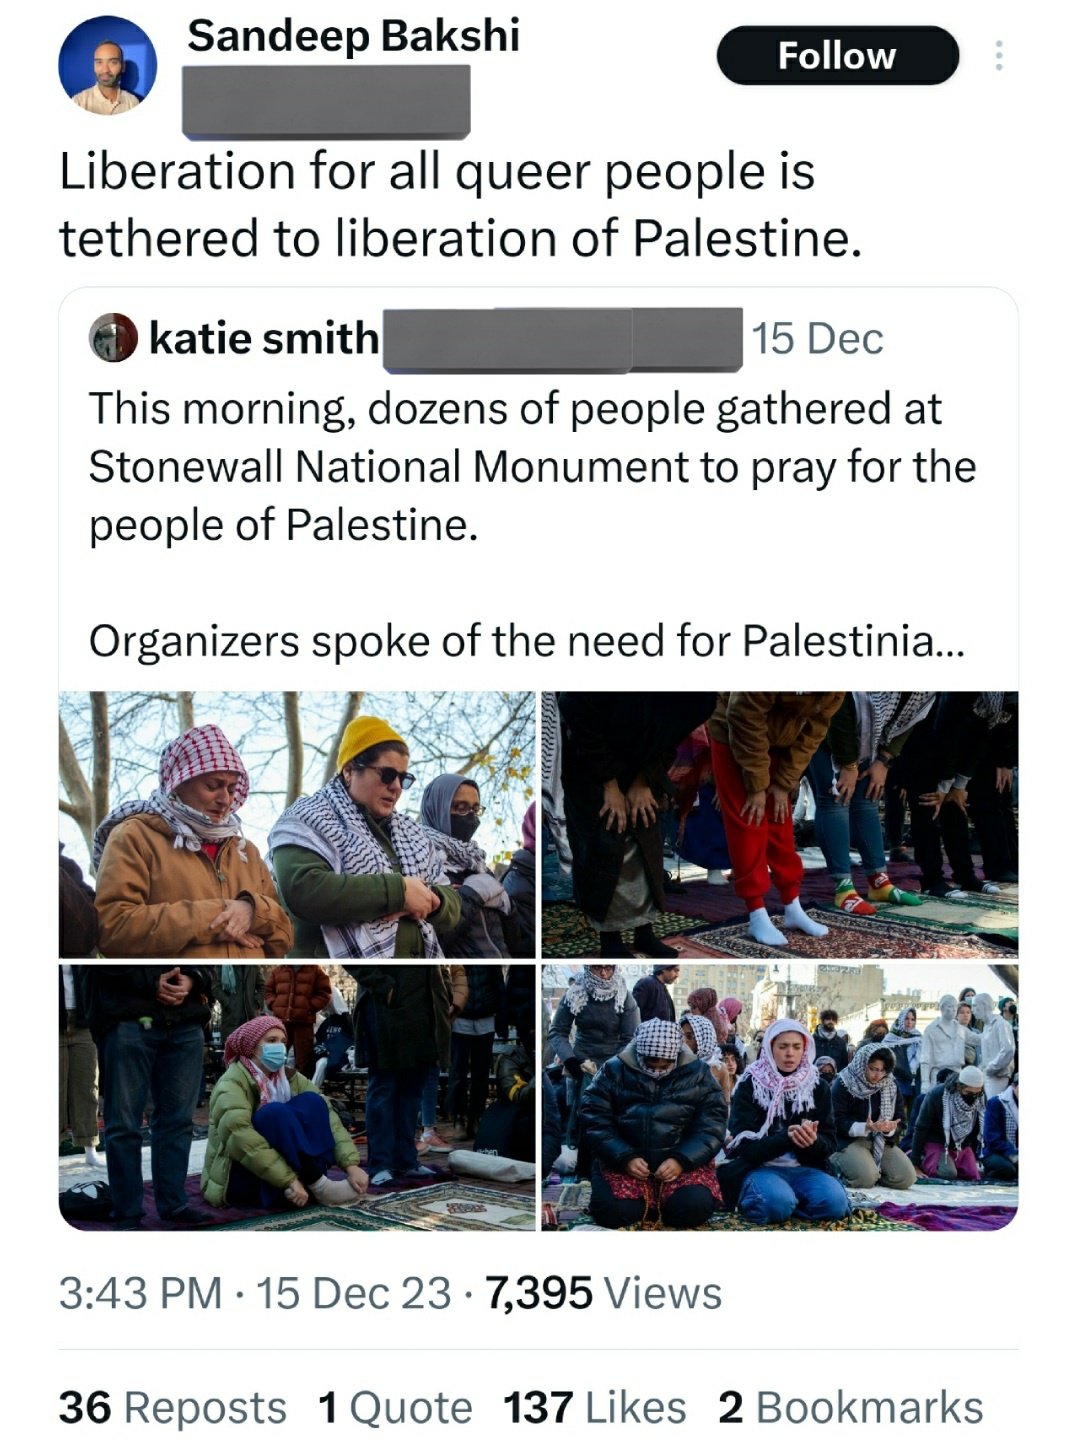 Sandeep Bakshi
Follow
Liberation for all queer people is
tethered to liberation of Palestine.
katie smith 15 Dec
This morning, dozens of people gathered at
Stonewall National Monument to pray for the
people of Palestine.
Organizers spoke of the need for Palestinia...
3:43 PM · 15 Dec 23 · 7,395 Views
36 Reposts 1 Quote 137 Likes 2 Bookmarks